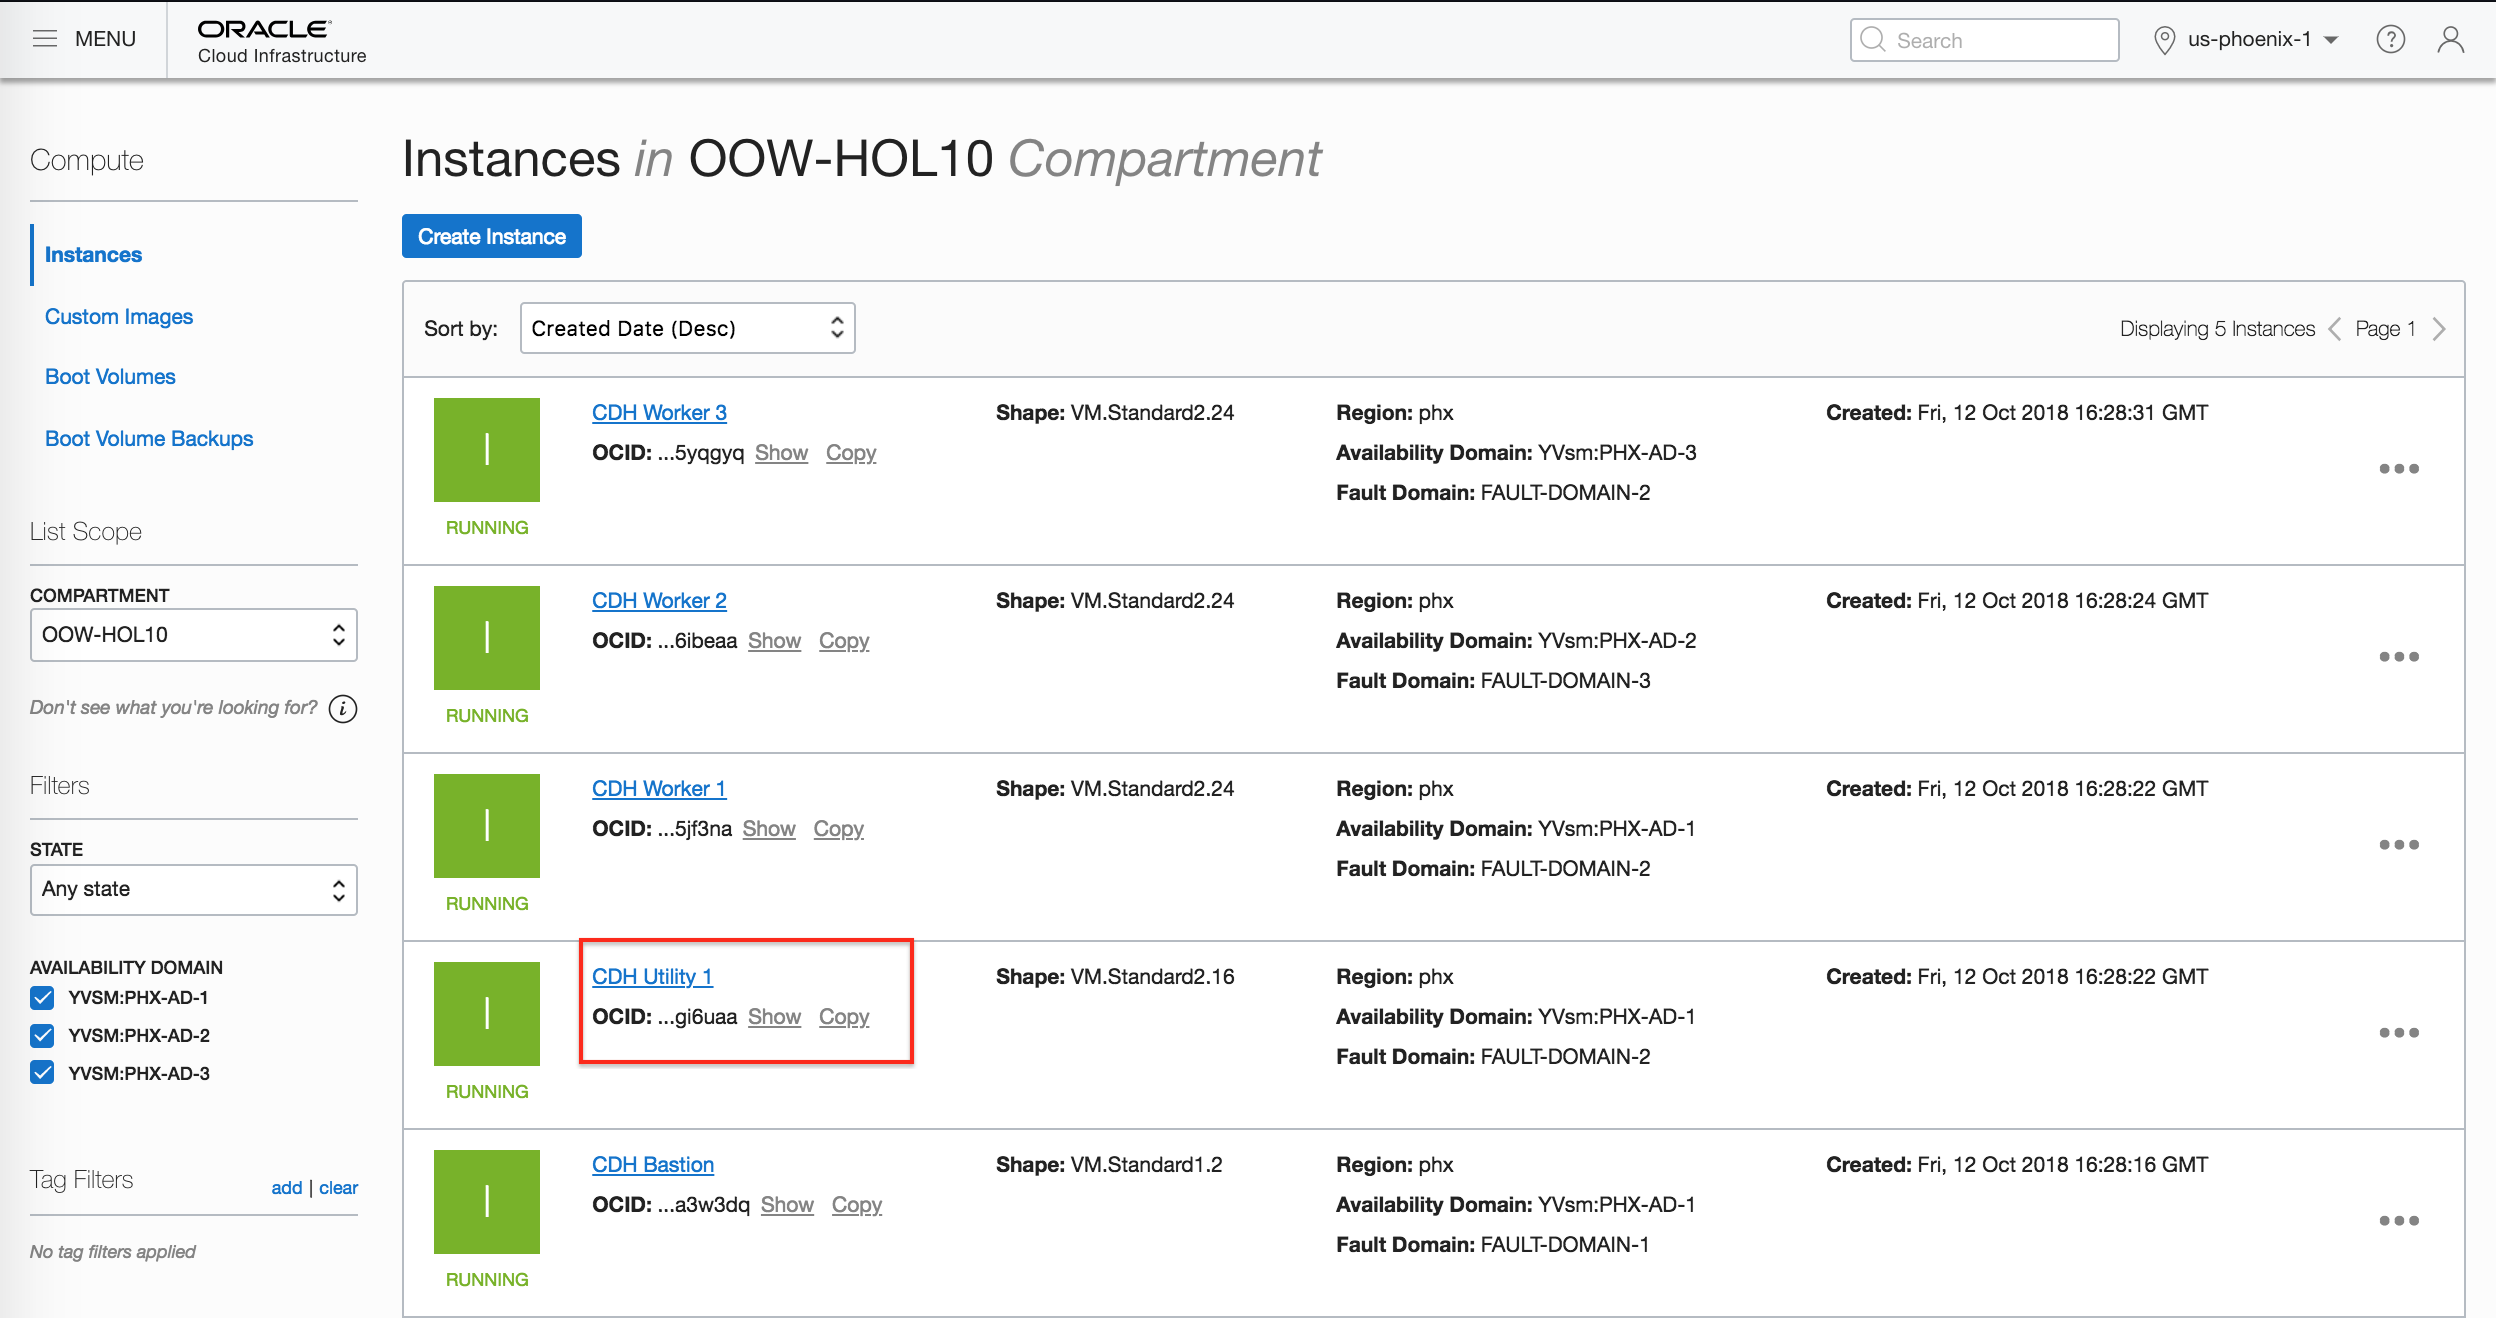 MENU
ORACLE
Cloud Infrastructure
Search
us-phoenix-1
Compute
Instances
Custom Images
Boot Volumes
Boot Volume Backups
List Scope
COMPARTMENT
OOW-HOL10
Don't see what you're looking for?
Filters
STATE
Any state
AVAILABILITY DOMAIN
YVSM:PHX-AD-1
YVSM:PHX-AD-2
YVSM:PHX-AD-3
Tag Filters add | clear
No tag filters applied
Instances in OOW-HOL10 Compartment
Create Instance
Sort by: Created Date (Desc) Displaying 5 Instances Page 1
CDH Worker 3 Shape: VM.Standard2.24 Region: phx Created: Fri, 12 Oct 2018 16:28:31 GMT
OCID: ...5yqgyq Show Copy Availability Domain: YVsm:PHX-AD-3
Fault Domain: FAULT-DOMAIN-2
RUNNING
CDH Worker 2 Shape: VM.Standard2.24 Region: phx Created: Fri, 12 Oct 2018 16:28:24 GMT
OCID: ...6ibeaa Show Copy Availability Domain: YVsm:PHX-AD-2
Fault Domain: FAULT-DOMAIN-3
RUNNING
CDH Worker 1 Shape: VM.Standard2.24 Region: phx Created: Fri, 12 Oct 2018 16:28:22 GMT
OCID: ...5jf3na Show Copy Availability Domain: YVsm:PHX-AD-1
Fault Domain: FAULT-DOMAIN-2
RUNNING
CDH Utility 1 Shape: VM.Standard2.16 Region: phx Created: Fri, 12 Oct 2018 16:28:22 GMT
OCID: ...gi6uaa Show Copy Availability Domain: YVsm:PHX-AD-1
Fault Domain: FAULT-DOMAIN-2
RUNNING
CDH Bastion Shape: VM.Standard1.2 Region: phx Created: Fri, 12 Oct 2018 16:28:16 GMT
OCID: ...a3w3dq Show Copy Availability Domain: YVsm:PHX-AD-1
Fault Domain: FAULT-DOMAIN-1
RUNNING